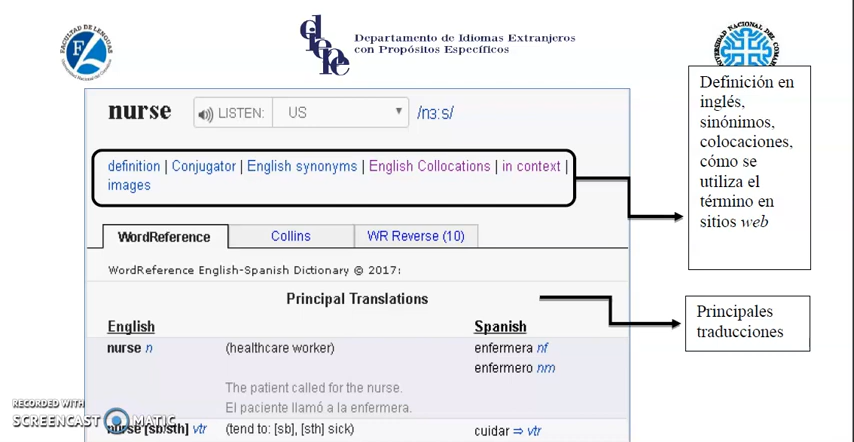 FACULTAD DE LENGUAS
depe
Departamento de Idiomas Extranjeros
con Propósitos Específicos
nurse
LISTEN:
US
/nɜːs/
definition | Conjugator | English synonyms | English Collocations | in context |
images
WordReference
Collins
WR Reverse (10)
WordReference English-Spanish Dictionary © 2017:
Principal Translations
English
Spanish
nurse n
(healthcare worker)
enfermera nf
enfermero nm
The patient called for the nurse.
El paciente llamó a la enfermera.
nurse [sb/sth] vtr
(tend to: [sb], [sth] sick)
cuidar ⇒ vtr
Definición en
inglés,
sinónimos,
colocaciones,
cómo se
utiliza el
término en
sitios web
Principales
traducciones
RECORDED WITH
SCREENCAST MATIC